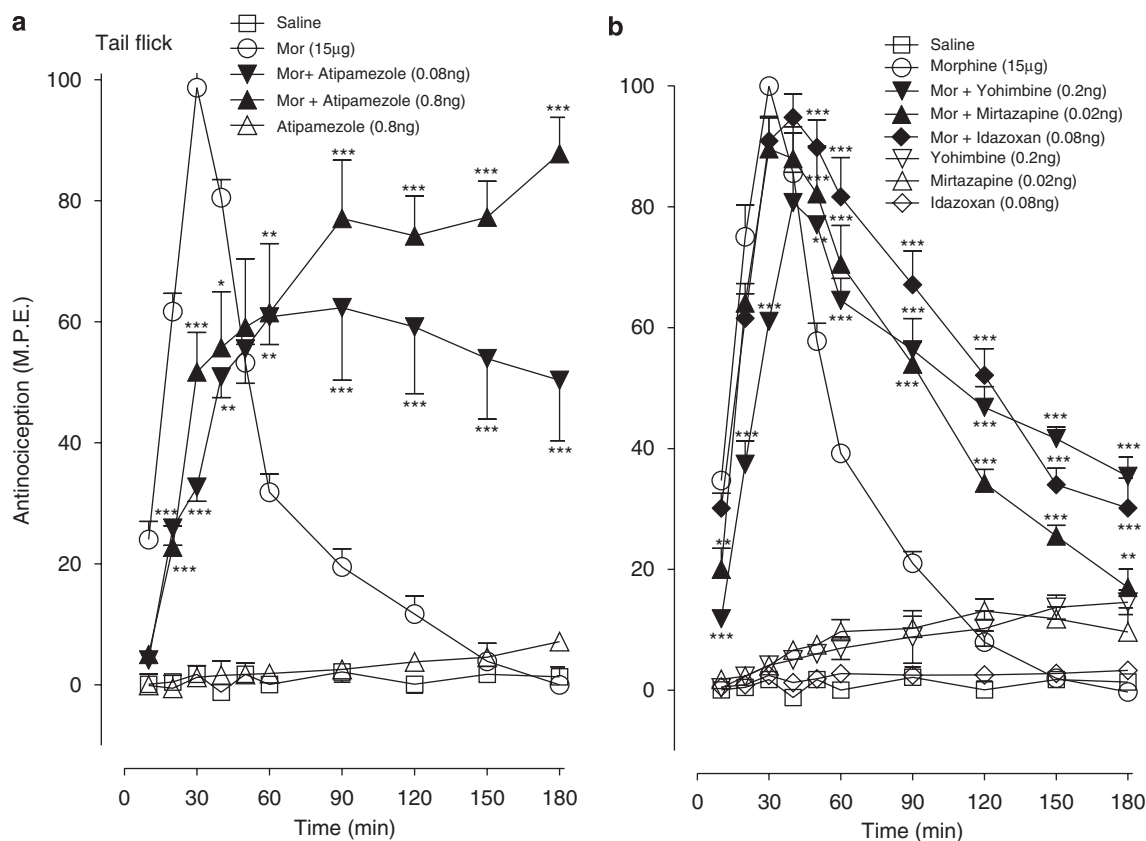 a
Tail flick
Saline
Mor (15µg)
Mor+ Atipamezole (0.08ng)
Mor + Atipamezole (0.8ng)
Atipamezole (0.8ng)
Antinociception (M.P.E.)
100
80
60
40
20
0
***
***
***
***
***
*
**
***
***
***
***
***
**
**
***
***
***
***
0 30 60 90 120 150 180
Time (min)
b
Saline
Morphine (15µg)
Mor + Yohimbine (0.2ng)
Mor + Mirtazapine (0.02ng)
Mor + Idazoxan (0.08ng)
Yohimbine (0.2ng)
Mirtazapine (0.02ng)
Idazoxan (0.08ng)
100
80
60
40
20
0
**
***
***
***
***
***
**
***
***
***
***
***
***
***
***
***
***
***
***
***
***
**
0 30 60 90 120 150 180
Time (min)